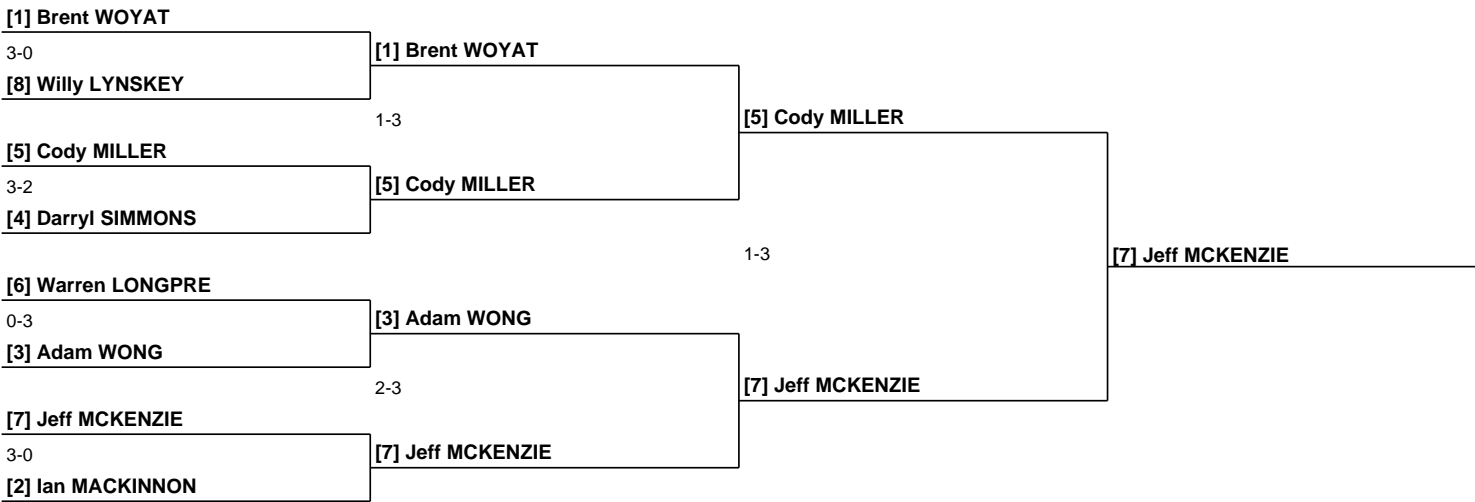 [1] Brent WOYAT
3-0
[8] Willy LYNSKEY
[5] Cody MILLER
3-2
[4] Darryl SIMMONS
[6] Warren LONGPRE
0-3
[3] Adam WONG
[7] Jeff MCKENZIE
3-0
[2] Ian MACKINNON
[1] Brent WOYAT
1-3
[5] Cody MILLER
[3] Adam WONG
2-3
[7] Jeff MCKENZIE
[5] Cody MILLER
1-3
[7] Jeff MCKENZIE
[7] Jeff MCKENZIE